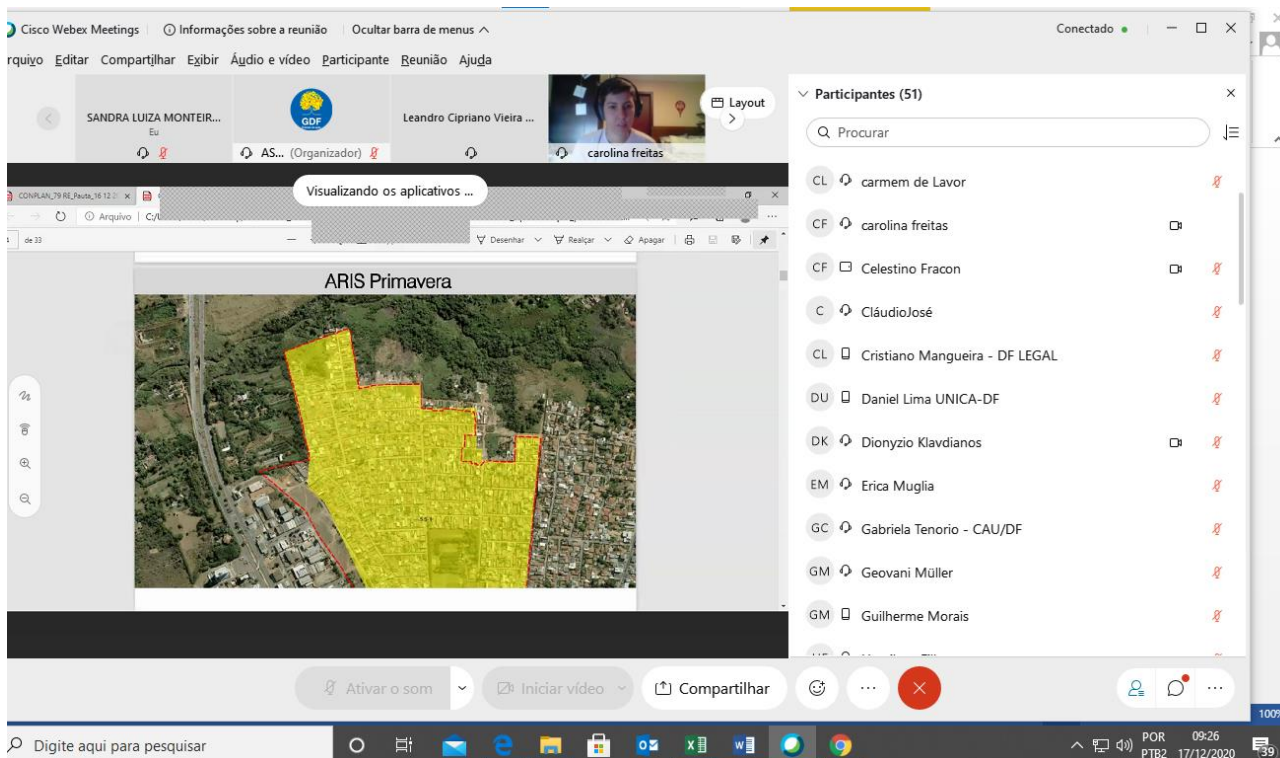 Cisco Webex Meetings Informações sobre a reunião Ocultar barra de menus Conectado
rquivo Editar Compartilhar Exibir Áudio e vídeo Participante Reunião Ajuda
SANDRA LUIZA MONTEIR...
Eu
GDF
AS... (Organizador)
Leandro Cipriano Vieira ...
carolina freitas
Layout
Visualizando os aplicativos ...
CONPLAN_79 RE_Pauta_16 12.2
Arquivo C:/
de 33 Desenhar Realçar Apagar
ARIS Primavera
Participantes (51)
Procurar
CL carmem de Lavor
CF carolina freitas
CF Celestino Fracon
C CláudioJosé
CL Cristiano Mangueira - DF LEGAL
DU Daniel Lima UNICA-DF
DK Dionyzio Klavdianos
EM Erica Muglia
GC Gabriela Tenorio - CAU/DF
GM Geovani Müller
GM Guilherme Morais
Ativar o som Iniciar vídeo Compartilhar
100%
Digite aqui para pesquisar
POR 09:26
PTB2 17/12/2020
39